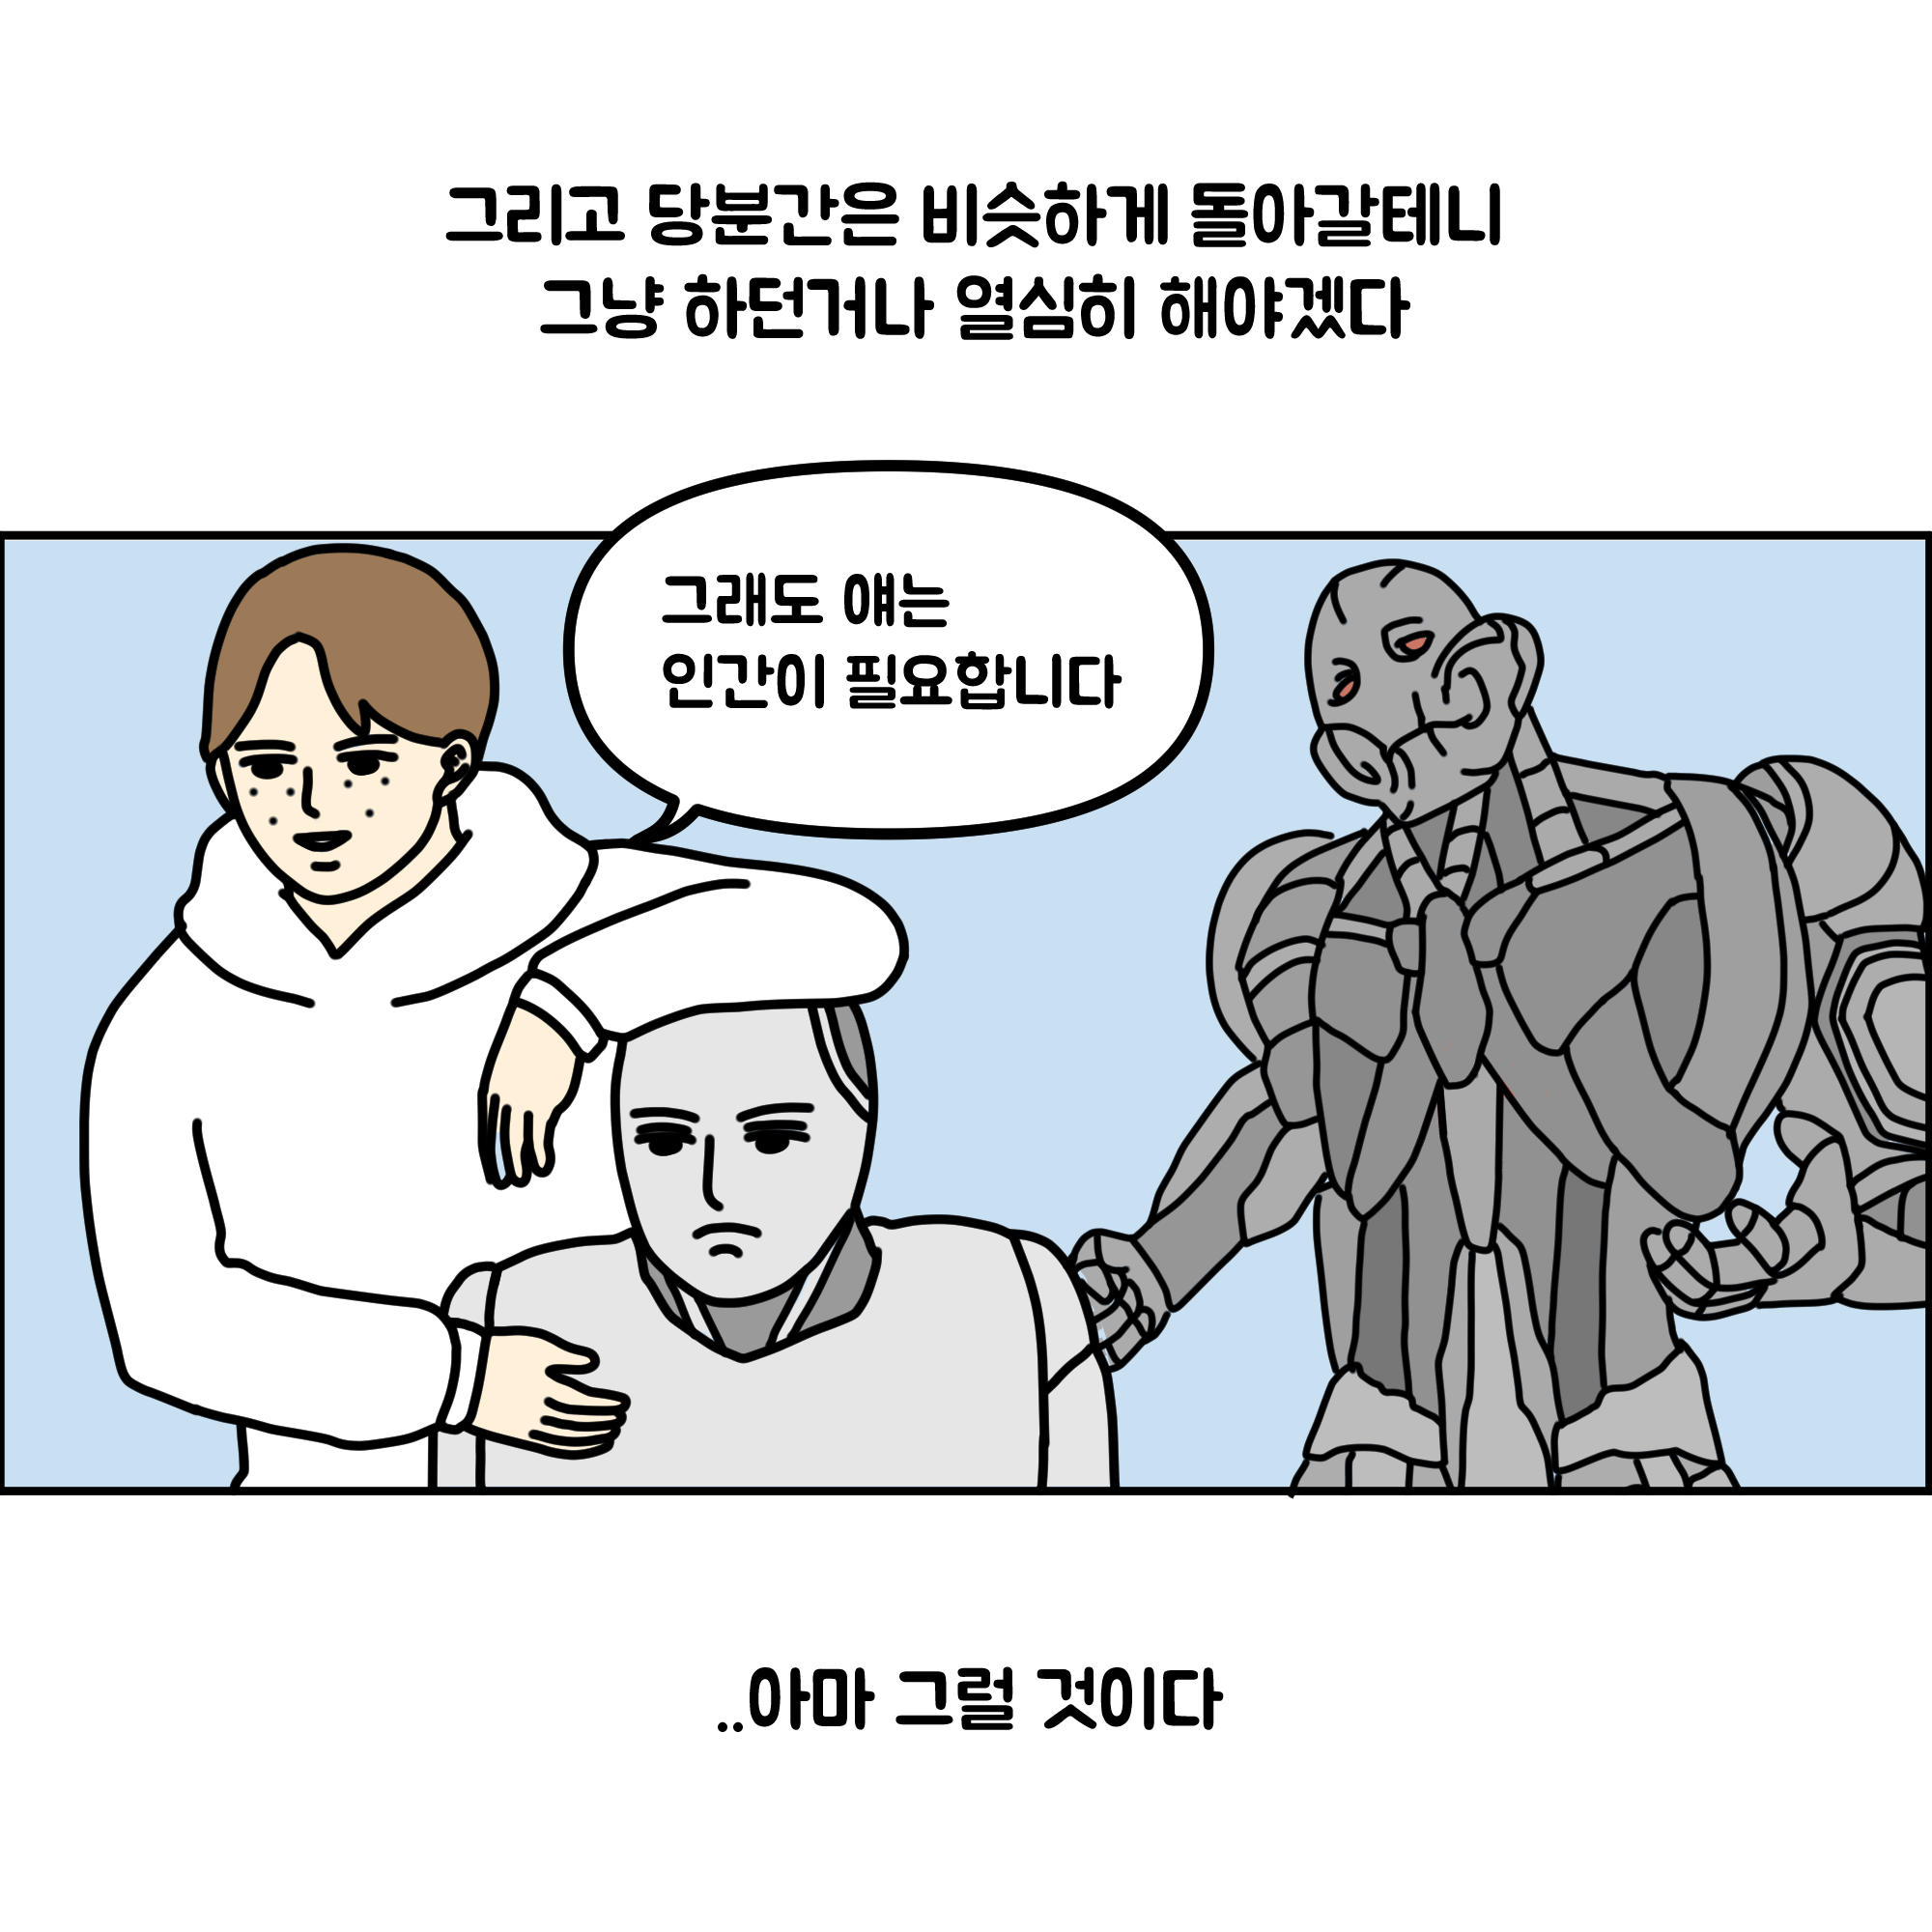 그리고 당분간은 비슷하게 돌아갈테니
그냥 하던거나 열심히 해야겠다
그래도 얘는
인간이 필요합니다
..아마 그럴 것이다